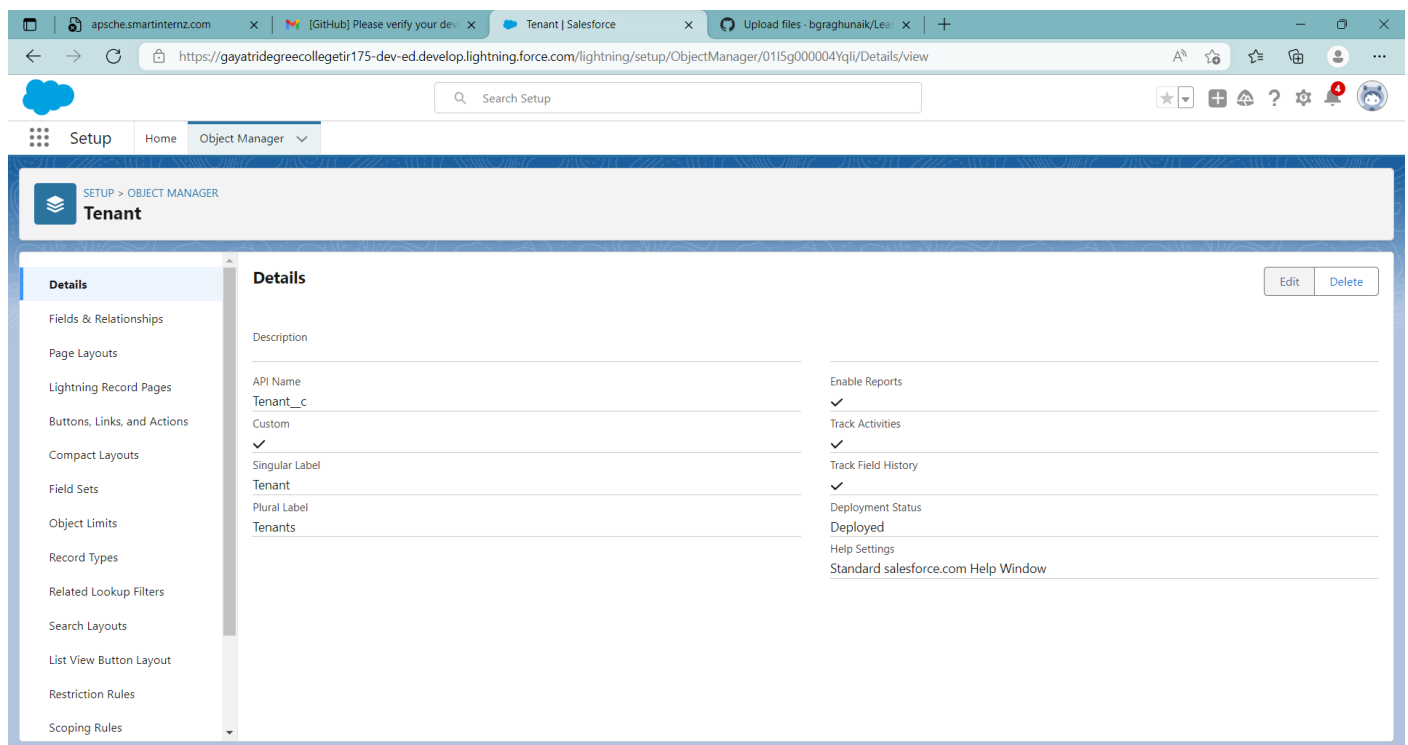 apsche.smartinternz.com
[GitHub] Please verify your dev
Tenant | Salesforce
Upload files · bgraghunaik/Lea
https://gayatridegreecollegetir175-dev-ed.develop.lightning.force.com/lightning/setup/ObjectManager/01I5g000004YqIi/Details/view
Search Setup
4
Setup
Home
Object Manager
SETUP > OBJECT MANAGER
Tenant
Details
Fields & Relationships
Page Layouts
Lightning Record Pages
Buttons, Links, and Actions
Compact Layouts
Field Sets
Object Limits
Record Types
Related Lookup Filters
Search Layouts
List View Button Layout
Restriction Rules
Scoping Rules
Details
Edit
Delete
Description
API Name
Tenant__c
Custom
Singular Label
Tenant
Plural Label
Tenants
Enable Reports
Track Activities
Track Field History
Deployment Status
Deployed
Help Settings
Standard salesforce.com Help Window